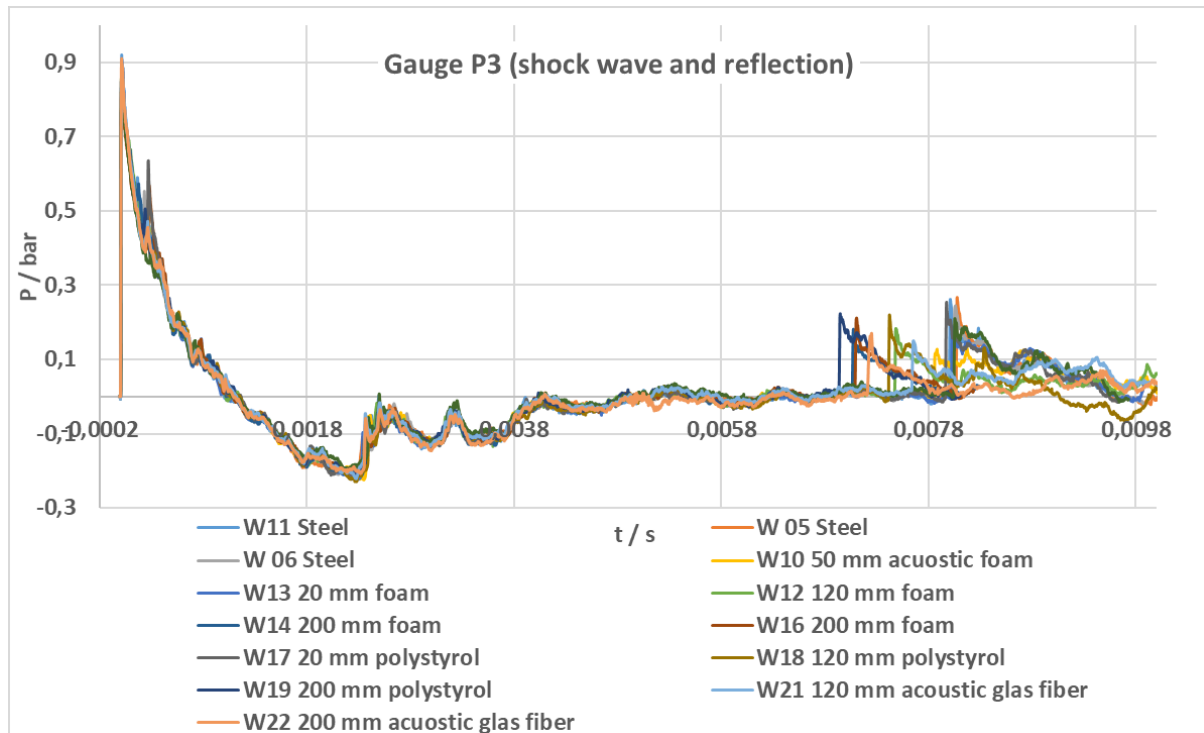 Gauge P3 (shock wave and reflection)
0,9
0,7
0,5
0,3
0,1
-0,1
-0,3
P / bar
-0,0002
0,0018
0,0038
0,0058
0,0078
0,0098
t / s
W11 Steel
W 05 Steel
W 06 Steel
W10 50 mm acuostic foam
W13 20 mm foam
W12 120 mm foam
W14 200 mm foam
W16 200 mm foam
W17 20 mm polystyrol
W18 120 mm polystyrol
W19 200 mm polystyrol
W21 120 mm acoustic glas fiber
W22 200 mm acuostic glas fiber